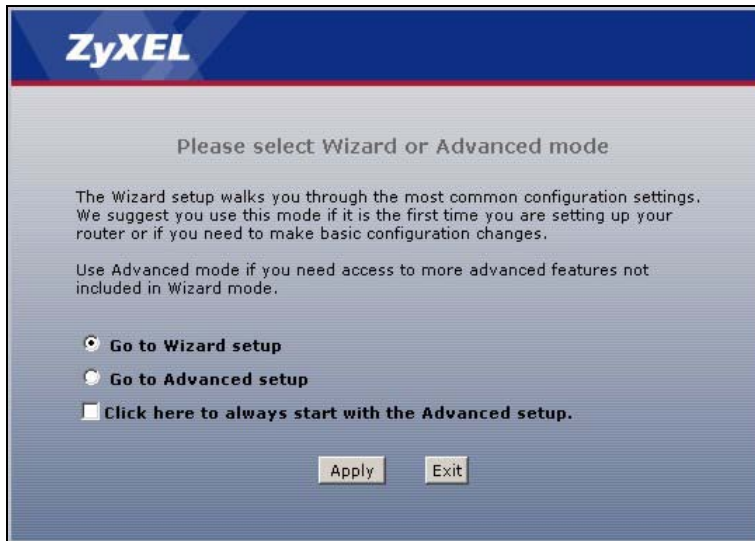 ZyXEL
Please select Wizard or Advanced mode
The Wizard setup walks you through the most common configuration settings.
We suggest you use this mode if it is the first time you are setting up your
router or if you need to make basic configuration changes.
Use Advanced mode if you need access to more advanced features not
included in Wizard mode.
Go to Wizard setup
Go to Advanced setup
Click here to always start with the Advanced setup.
Apply Exit